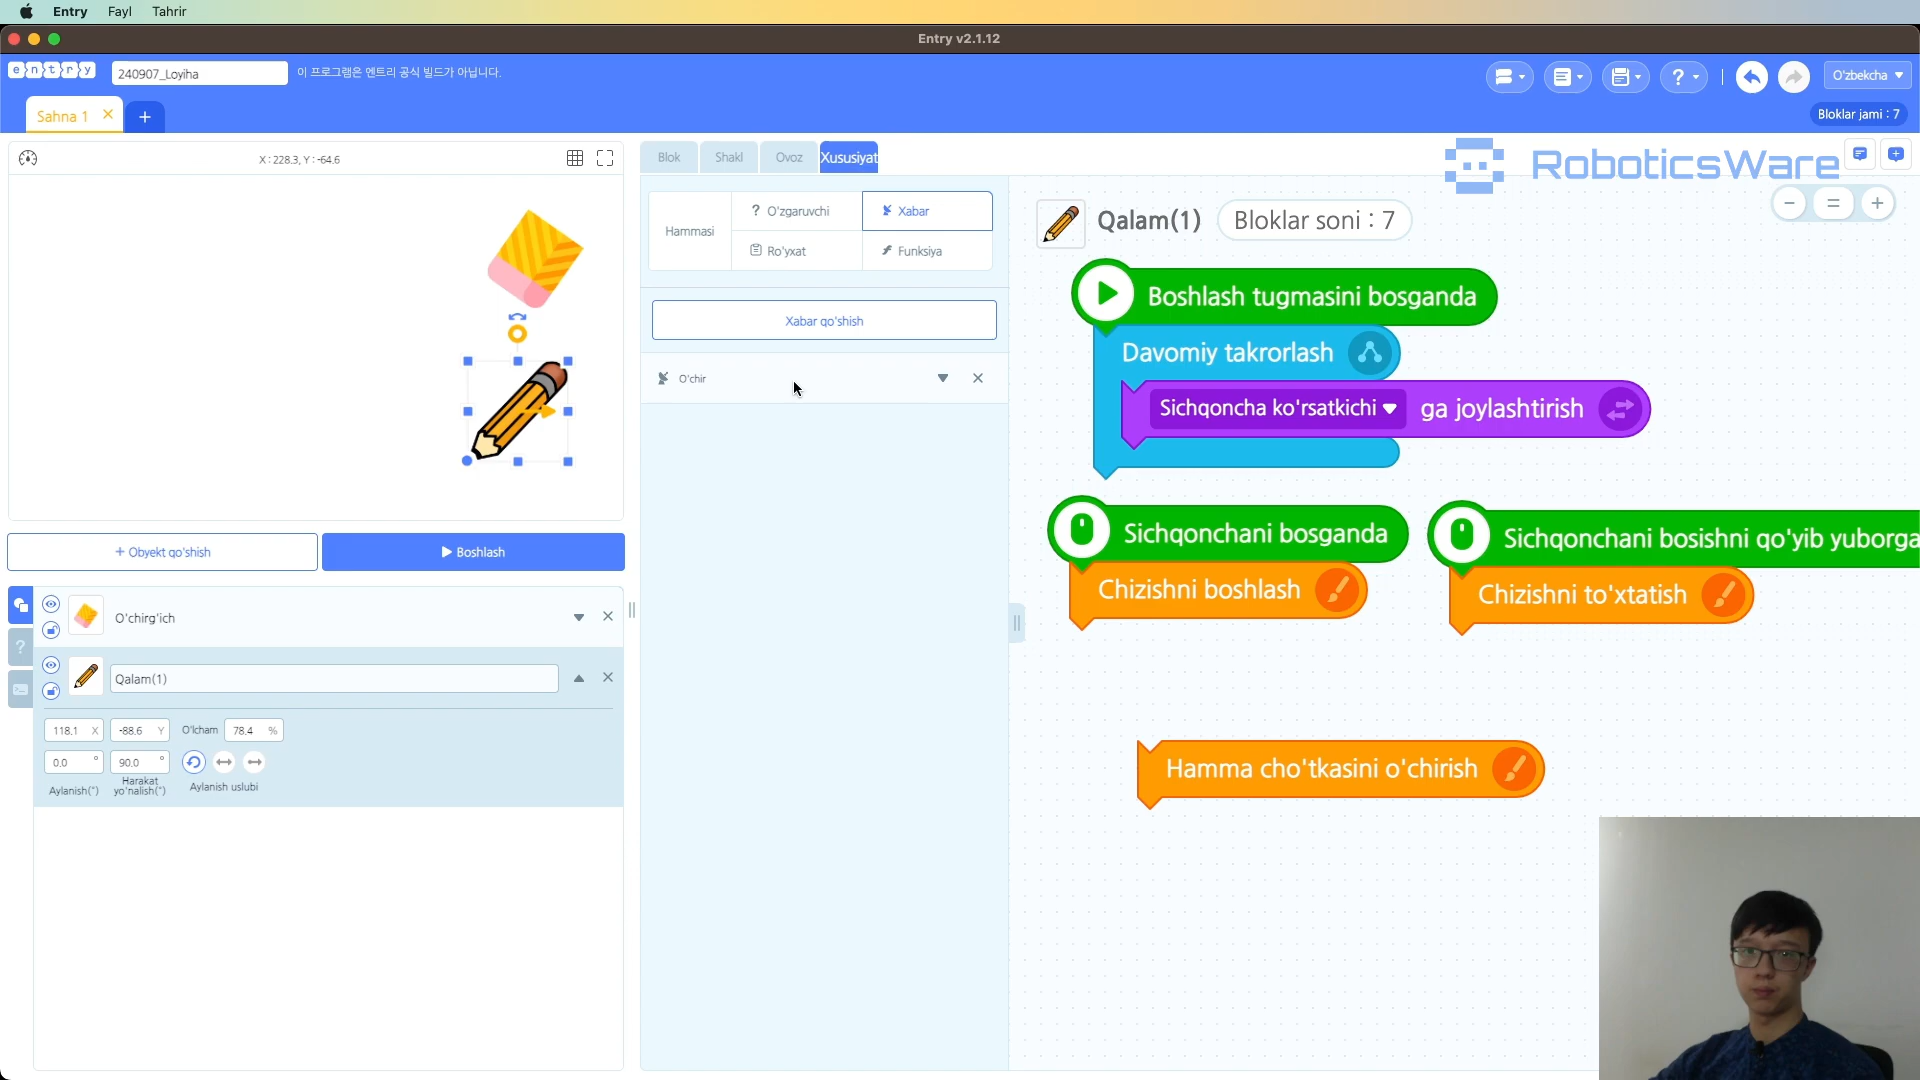 Entry Fayl Tahrir
Entry v2.1.12
entry
240907_Loyiha
이 프로그램은 엔트리 공식 빌드가 아닙니다.
?
O'zbekcha
Sahna 1
+
Bloklar jami : 7
X : 228.3, Y : -64.6
Blok
Shakl
Ovoz
Xususiyat
RoboticsWare
Hammasi
? O'zgaruvchi
Xabar
Ro'yxat
Funksiya
Xabar qo'shish
O'chir
Qalam(1)
Bloklar soni : 7
Boshlash tugmasini bosganda
Davomiy takrorlash
Sichqoncha ko'rsatkichi
ga joylashtirish
Sichqonchani bosganda
Chizishni boshlash
Sichqonchani bosishni qo'yib yuborga
Chizishni to'xtatish
Hamma cho'tkasini o'chirish
+ Obyekt qo'shish
Boshlash
O'chirg'ich
?
Qalam(1)
118.1 X
-88.6 Y
O'lcham
78.4 %
0.0 °
90.0 °
Aylanish(°)
Harakat
yo'nalish(°)
Aylanish uslubi